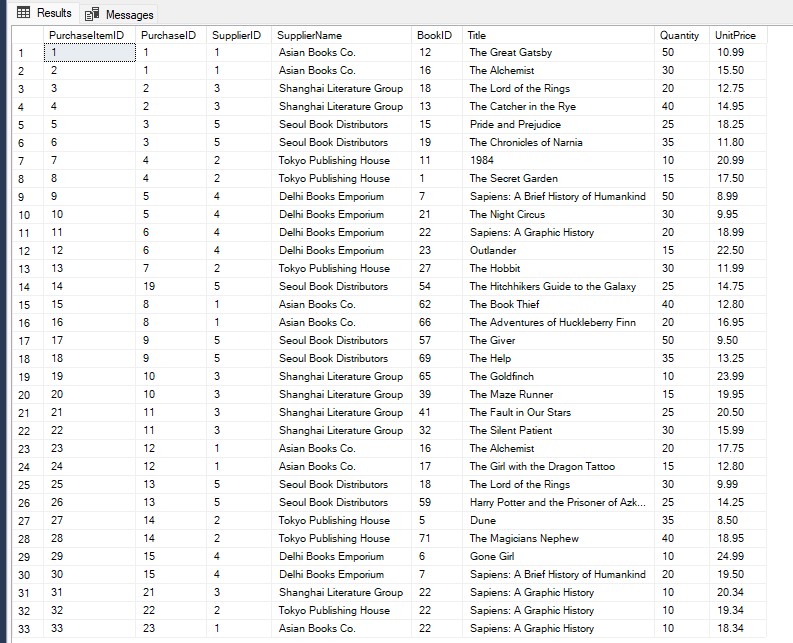 Results Messages
PurchaseItemID PurchaseID SupplierID SupplierName BookID Title Quantity UnitPrice
1 1 1 1 Asian Books Co. 12 The Great Gatsby 50 10.99
2 2 1 1 Asian Books Co. 16 The Alchemist 30 15.50
3 3 2 3 Shanghai Literature Group 18 The Lord of the Rings 20 12.75
4 4 2 3 Shanghai Literature Group 13 The Catcher in the Rye 40 14.95
5 5 3 5 Seoul Book Distributors 15 Pride and Prejudice 25 18.25
6 6 3 5 Seoul Book Distributors 19 The Chronicles of Narnia 35 11.80
7 7 4 2 Tokyo Publishing House 11 1984 10 20.99
8 8 4 2 Tokyo Publishing House 1 The Secret Garden 15 17.50
9 9 5 4 Delhi Books Emporium 7 Sapiens: A Brief History of Humankind 50 8.99
10 10 5 4 Delhi Books Emporium 21 The Night Circus 30 9.95
11 11 6 4 Delhi Books Emporium 22 Sapiens: A Graphic History 20 18.99
12 12 6 4 Delhi Books Emporium 23 Outlander 15 22.50
13 13 7 2 Tokyo Publishing House 27 The Hobbit 30 11.99
14 14 19 5 Seoul Book Distributors 54 The Hitchhikers Guide to the Galaxy 25 14.75
15 15 8 1 Asian Books Co. 62 The Book Thief 40 12.80
16 16 8 1 Asian Books Co. 66 The Adventures of Huckleberry Finn 20 16.95
17 17 9 5 Seoul Book Distributors 57 The Giver 50 9.50
18 18 9 5 Seoul Book Distributors 69 The Help 35 13.25
19 19 10 3 Shanghai Literature Group 65 The Goldfinch 10 23.99
20 20 10 3 Shanghai Literature Group 39 The Maze Runner 15 19.95
21 21 11 3 Shanghai Literature Group 41 The Fault in Our Stars 25 20.50
22 22 11 3 Shanghai Literature Group 32 The Silent Patient 30 15.99
23 23 12 1 Asian Books Co. 16 The Alchemist 20 17.75
24 24 12 1 Asian Books Co. 17 The Girl with the Dragon Tattoo 15 12.80
25 25 13 5 Seoul Book Distributors 18 The Lord of the Rings 30 9.99
26 26 13 5 Seoul Book Distributors 59 Harry Potter and the Prisoner of Azk... 25 14.25
27 27 14 2 Tokyo Publishing House 5 Dune 35 8.50
28 28 14 2 Tokyo Publishing House 71 The Magicians Nephew 40 18.95
29 29 15 4 Delhi Books Emporium 6 Gone Girl 10 24.99
30 30 15 4 Delhi Books Emporium 7 Sapiens: A Brief History of Humankind 20 19.50
31 31 21 3 Shanghai Literature Group 22 Sapiens: A Graphic History 10 20.34
32 32 22 2 Tokyo Publishing House 22 Sapiens: A Graphic History 10 19.34
33 33 23 1 Asian Books Co. 22 Sapiens: A Graphic History 10 18.34